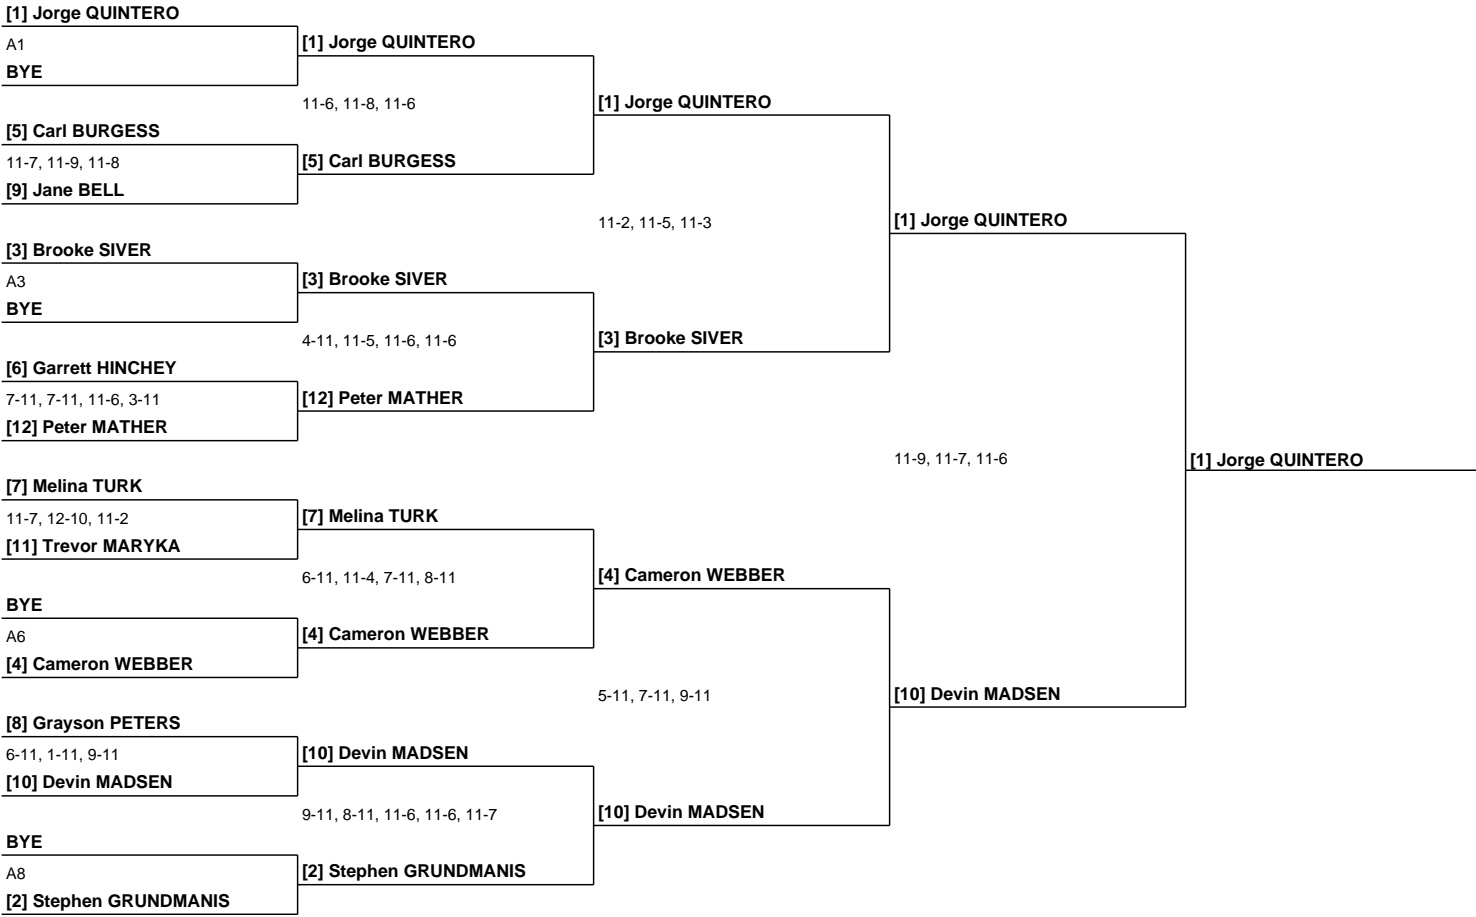 [1] Jorge QUINTERO
A1
BYE
[1] Jorge QUINTERO
11-6, 11-8, 11-6
[5] Carl BURGESS
11-7, 11-9, 11-8
[9] Jane BELL
[5] Carl BURGESS
[1] Jorge QUINTERO
11-2, 11-5, 11-3
[3] Brooke SIVER
A3
BYE
[3] Brooke SIVER
4-11, 11-5, 11-6, 11-6
[6] Garrett HINCHEY
7-11, 7-11, 11-6, 3-11
[12] Peter MATHER
[12] Peter MATHER
[3] Brooke SIVER
[1] Jorge QUINTERO
11-9, 11-7, 11-6
[1] Jorge QUINTERO
[7] Melina TURK
11-7, 12-10, 11-2
[11] Trevor MARYKA
[7] Melina TURK
6-11, 11-4, 7-11, 8-11
BYE
A6
[4] Cameron WEBBER
[4] Cameron WEBBER
[4] Cameron WEBBER
5-11, 7-11, 9-11
[8] Grayson PETERS
6-11, 1-11, 9-11
[10] Devin MADSEN
[10] Devin MADSEN
9-11, 8-11, 11-6, 11-6, 11-7
BYE
A8
[2] Stephen GRUNDMANIS
[2] Stephen GRUNDMANIS
[10] Devin MADSEN
[10] Devin MADSEN